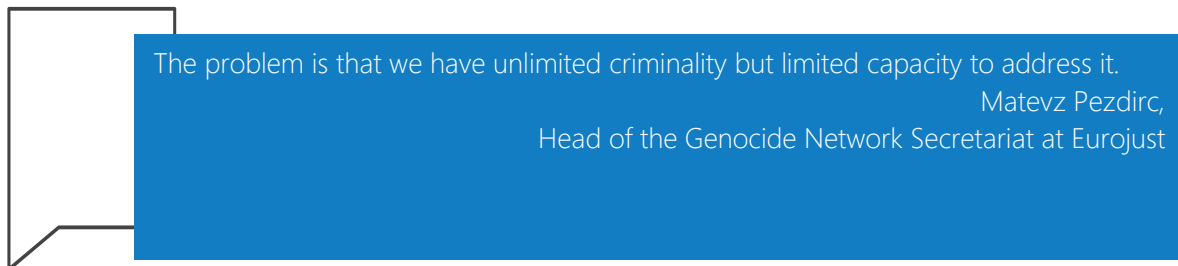 The problem is that we have unlimited criminality but limited capacity to address it.
Matevz Pezdirc,
Head of the Genocide Network Secretariat at Eurojust